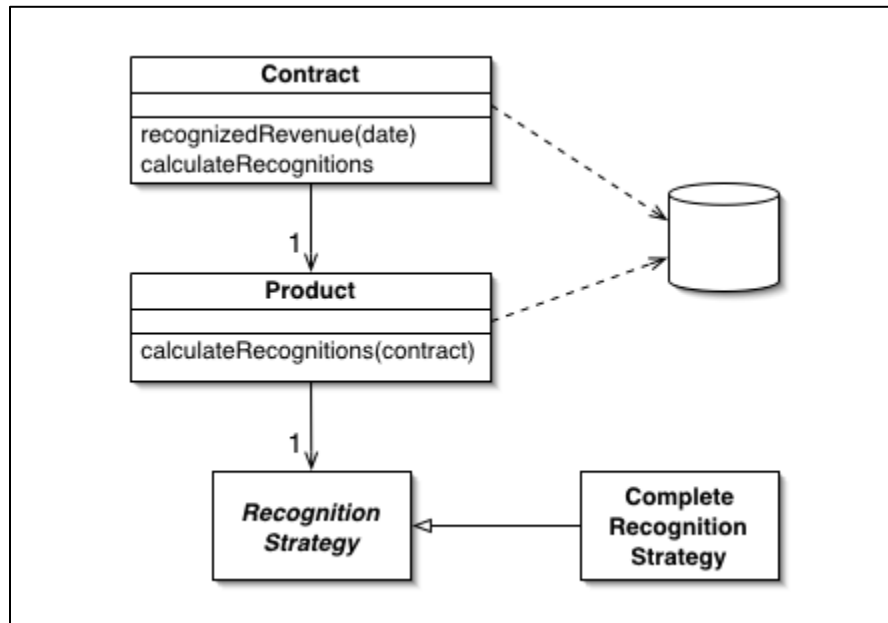 Contract
recognizedRevenue(date)
calculateRecognitions
1
Product
calculateRecognitions(contract)
1
Recognition
Strategy
Complete
Recognition
Strategy